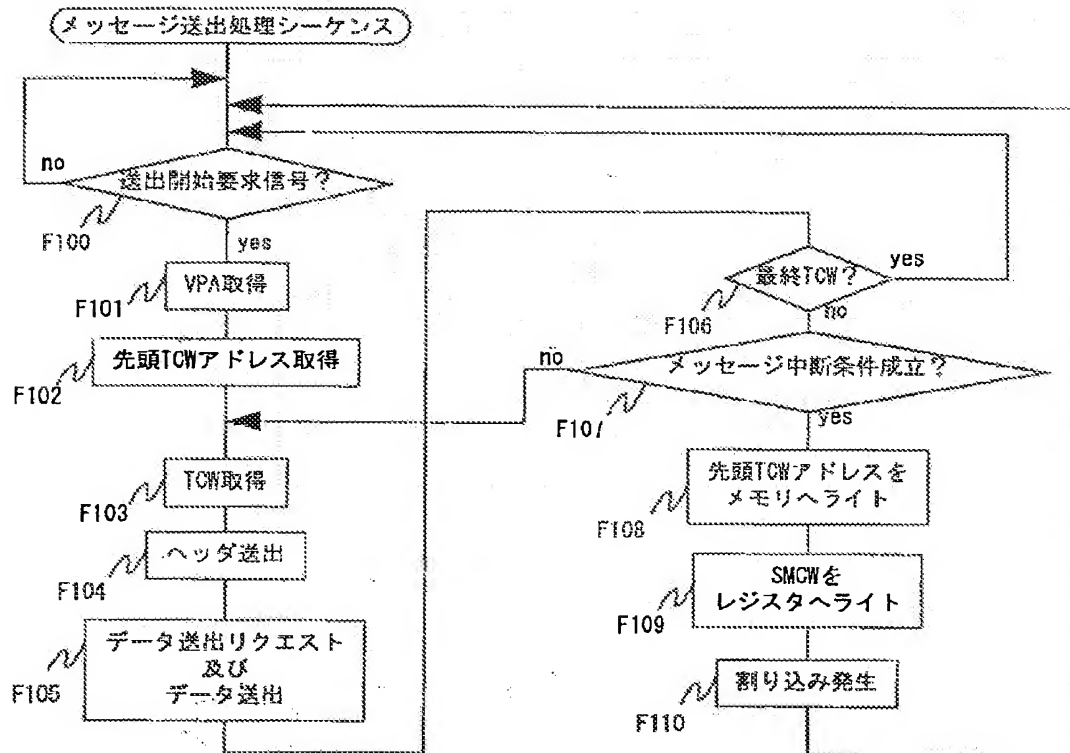 メッセージ送出処理シーケンス
no
送出開始要求信号?
F100
yes
VPA取得
F101
先頭TCWアドレス取得
F102
TCW取得
F103
ヘッダ送出
F104
データ送出リクエスト
及び
データ送出
F105
最終TCW?
yes
F106
no
no
メッセージ中断条件成立?
F107
yes
先頭TCWアドレスを
メモリへライト
F108
SMCWを
レジスタへライト
F109
割り込み発生
F110